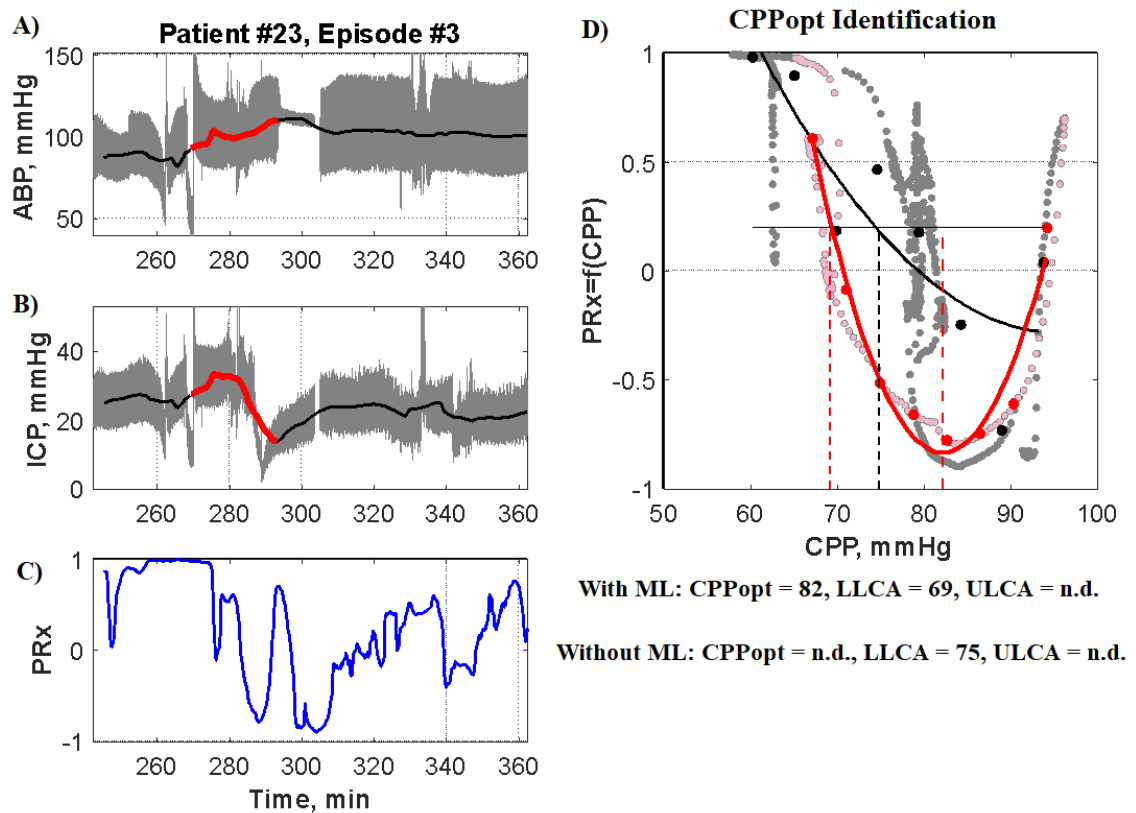 A)
Patient #23, Episode #3
150
100
50
ABP, mmHg
260 280 300 320 340 360
B)
40
20
0
ICP, mmHg
260 280 300 320 340 360
C)
1
0
-1
PRx
260 280 300 320 340 360
Time, min
D)
CPPopt Identification
1
0.5
0
-0.5
-1
PRx=f(CPP)
50 60 70 80 90 100
CPP, mmHg
With ML: CPPopt = 82, LLCA = 69, ULCA = n.d.
Without ML: CPPopt = n.d., LLCA = 75, ULCA = n.d.